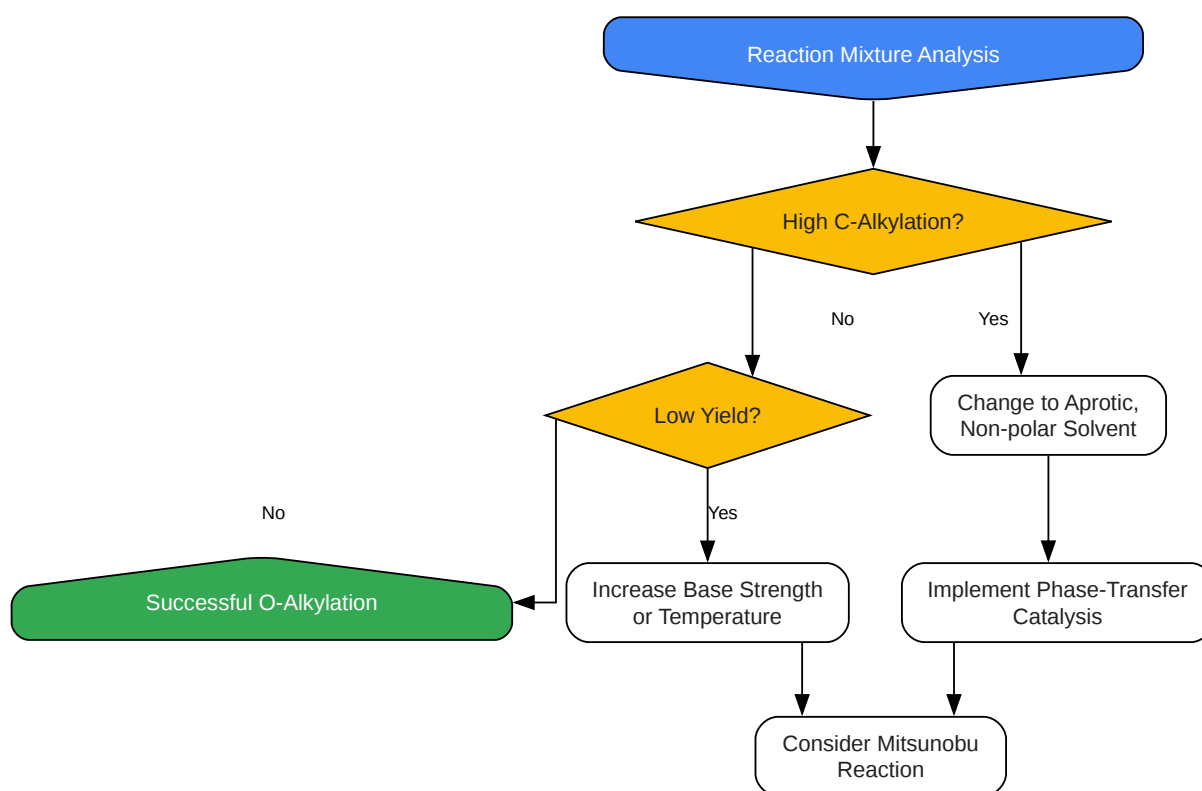 Reaction Mixture Analysis
High C-Alkylation?
No
Yes
Low Yield?
Change to Aprotic,
Non-polar Solvent
No
Yes
Successful O-Alkylation
Increase Base Strength
or Temperature
Implement Phase-Transfer
Catalysis
Consider Mitsunobu
Reaction